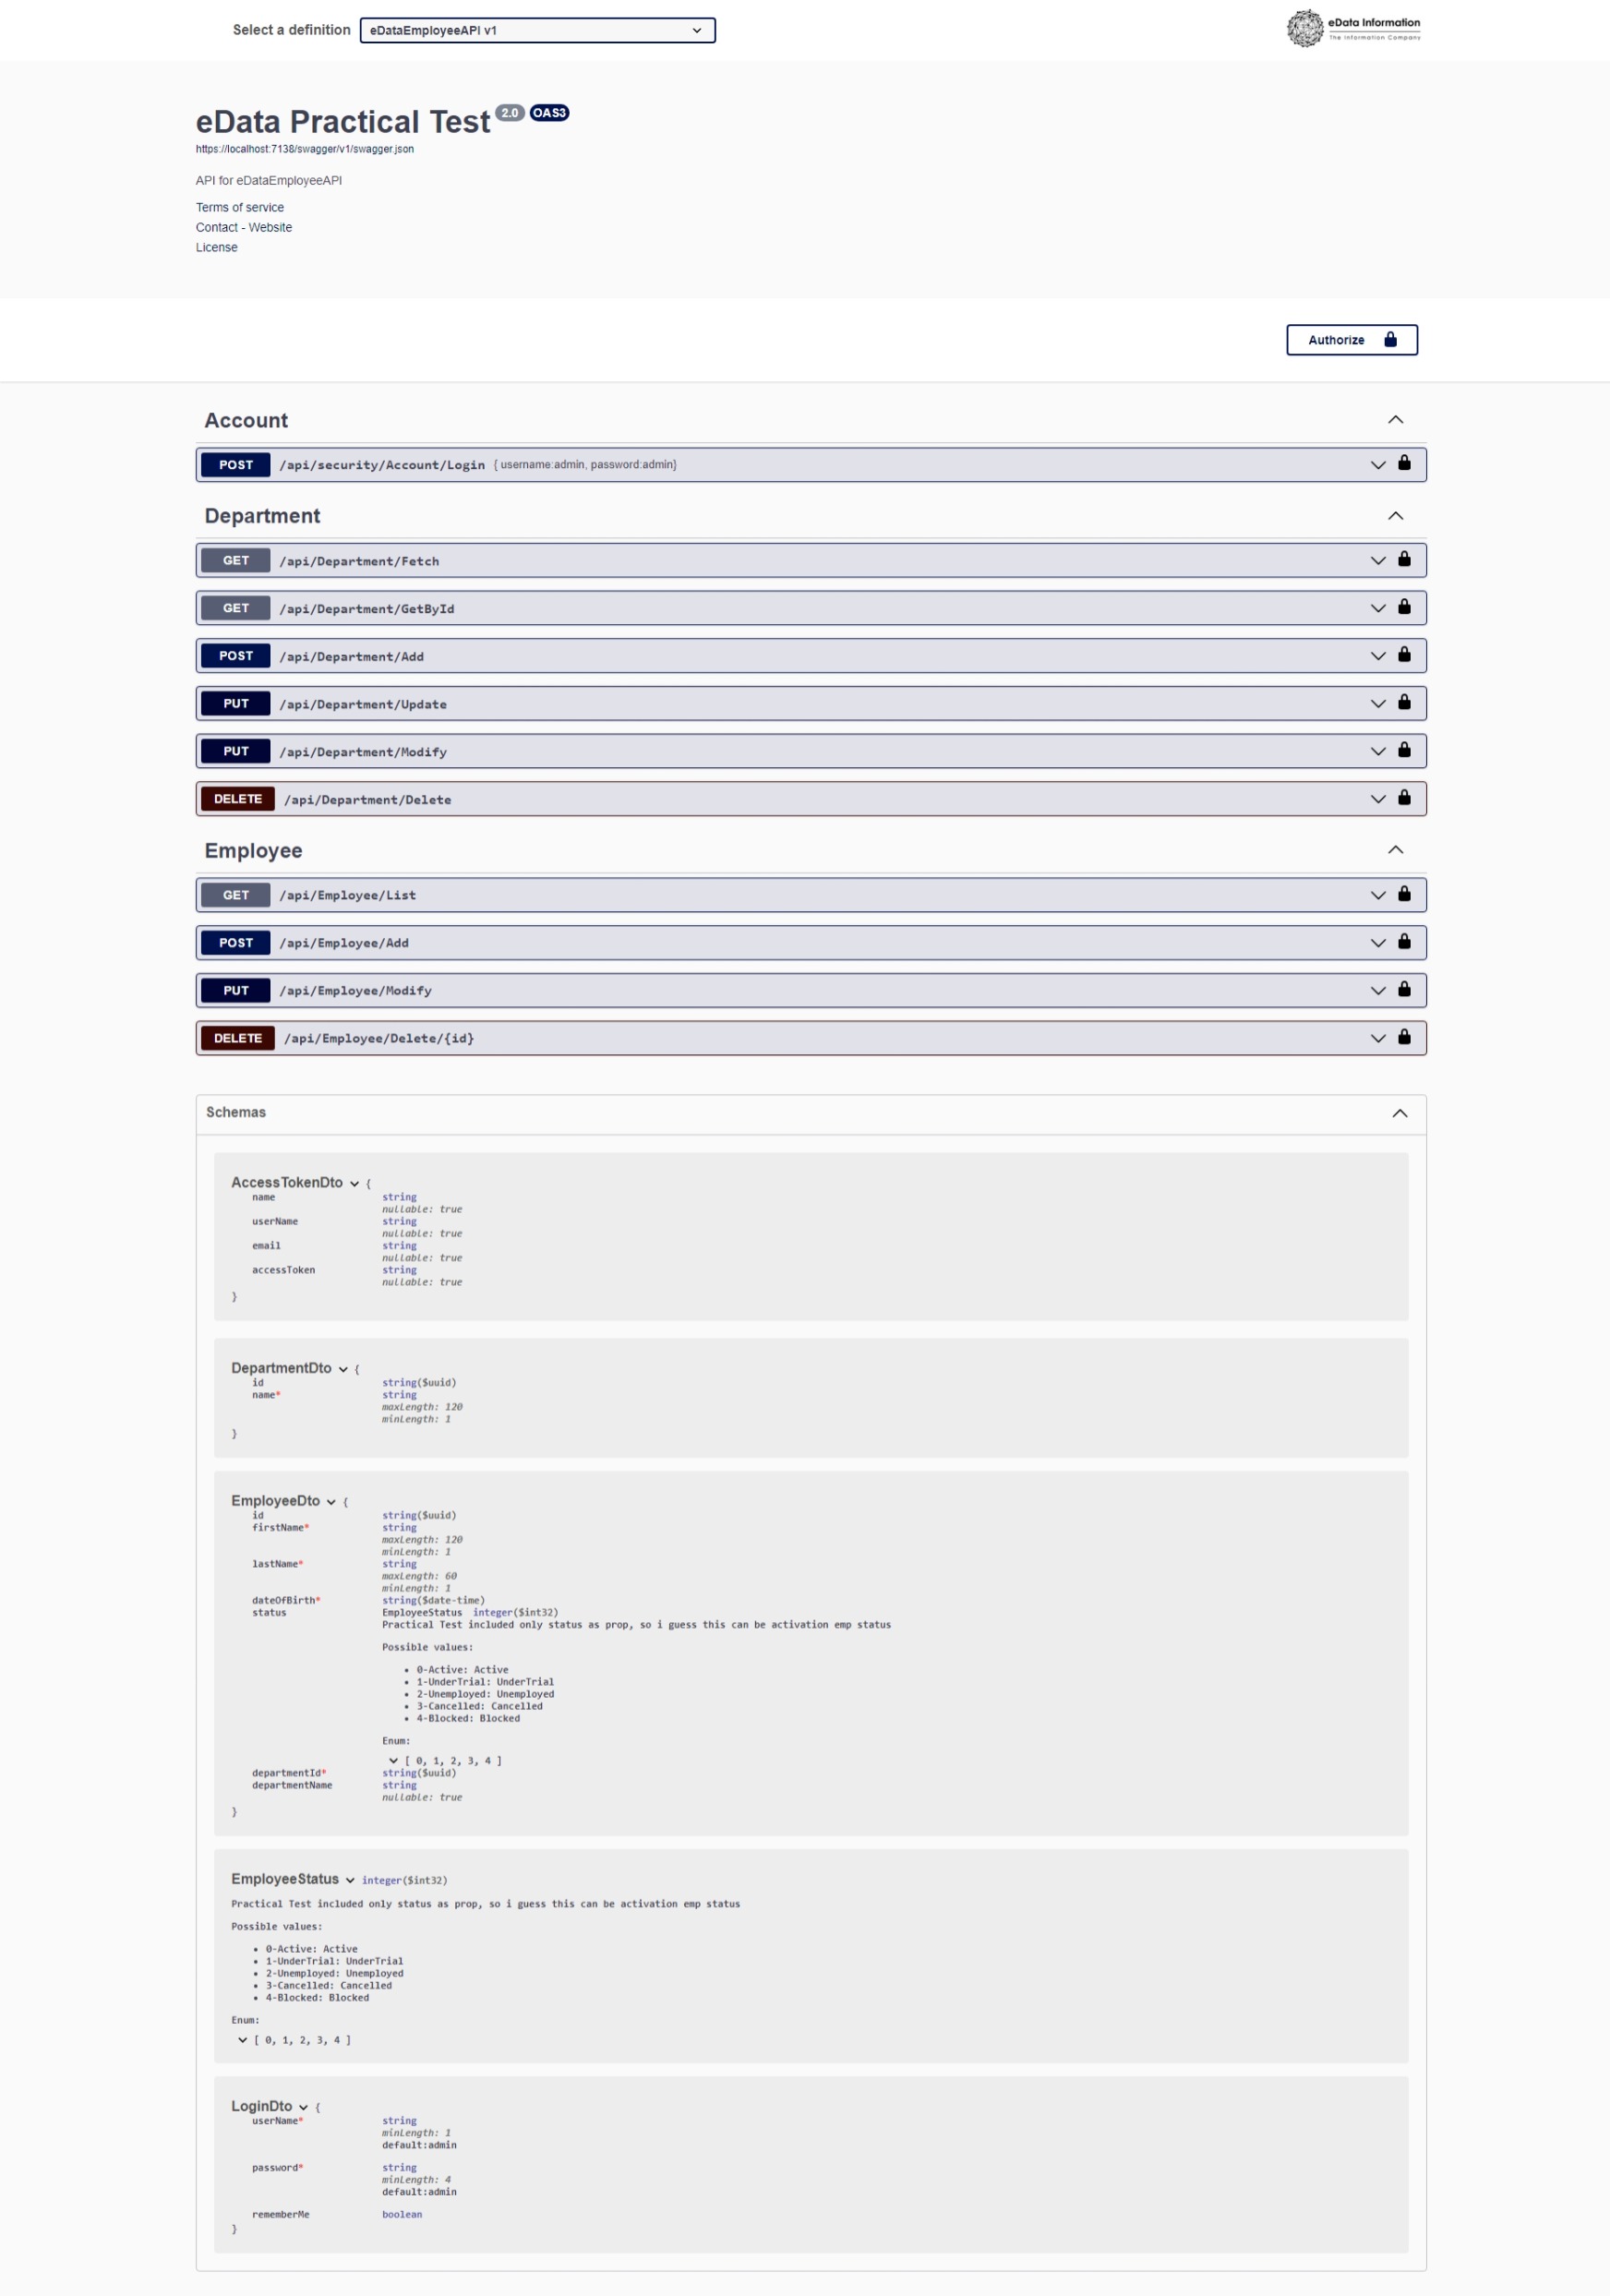 Select a definition eDataEmployeeAPI v1
eData Information
The Information Company
eData Practical Test 2.0 OAS3
https://localhost:7138/swagger/v1/swagger.json
API for eDataEmployeeAPI
Terms of service
Contact - Website
License
Authorize
Account
POST /api/security/Account/Login { username:admin, password:admin}
Department
GET /api/Department/Fetch
GET /api/Department/GetById
POST /api/Department/Add
PUT /api/Department/Update
PUT /api/Department/Modify
DELETE /api/Department/Delete
Employee
GET /api/Employee/List
POST /api/Employee/Add
PUT /api/Employee/Modify
DELETE /api/Employee/Delete/{id}
Schemas
AccessTokenDto {
name string
nullable: true
userName string
nullable: true
email string
nullable: true
accessToken string
nullable: true
}
DepartmentDto {
id string($uuid)
name* string
maxLength: 120
minLength: 1
}
EmployeeDto {
id string($uuid)
firstName* string
maxLength: 120
minLength: 1
lastName* string
maxLength: 60
minLength: 1
dateOfBirth* string($date-time)
status EmployeeStatus integer($int32)
Practical Test included only status as prop, so i guess this can be activation emp status
Possible values:
• 0-Active: Active
• 1-UnderTrial: UnderTrial
• 2-Unemployed: Unemployed
• 3-Cancelled: Cancelled
• 4-Blocked: Blocked
Enum:
[ 0, 1, 2, 3, 4 ]
departmentId* string($uuid)
departmentName string
nullable: true
}
EmployeeStatus integer($int32)
Practical Test included only status as prop, so i guess this can be activation emp status
Possible values:
• 0-Active: Active
• 1-UnderTrial: UnderTrial
• 2-Unemployed: Unemployed
• 3-Cancelled: Cancelled
• 4-Blocked: Blocked
Enum:
[ 0, 1, 2, 3, 4 ]
LoginDto {
userName* string
minLength: 1
default:admin
password* string
minLength: 4
default:admin
rememberMe boolean
}